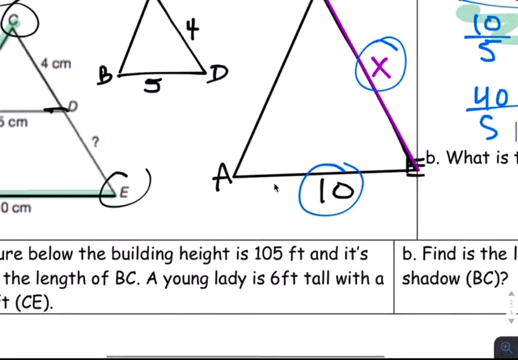 C
4 cm
D
5 cm
?
E
0 cm
4
B
5
D
x
A
10
E
10
5
40
5
b. What is t
ure below the building height is 105 ft and it's
the length of BC. A young lady is 6ft tall with a
t (CE).
b. Find is the l
shadow (BC)?